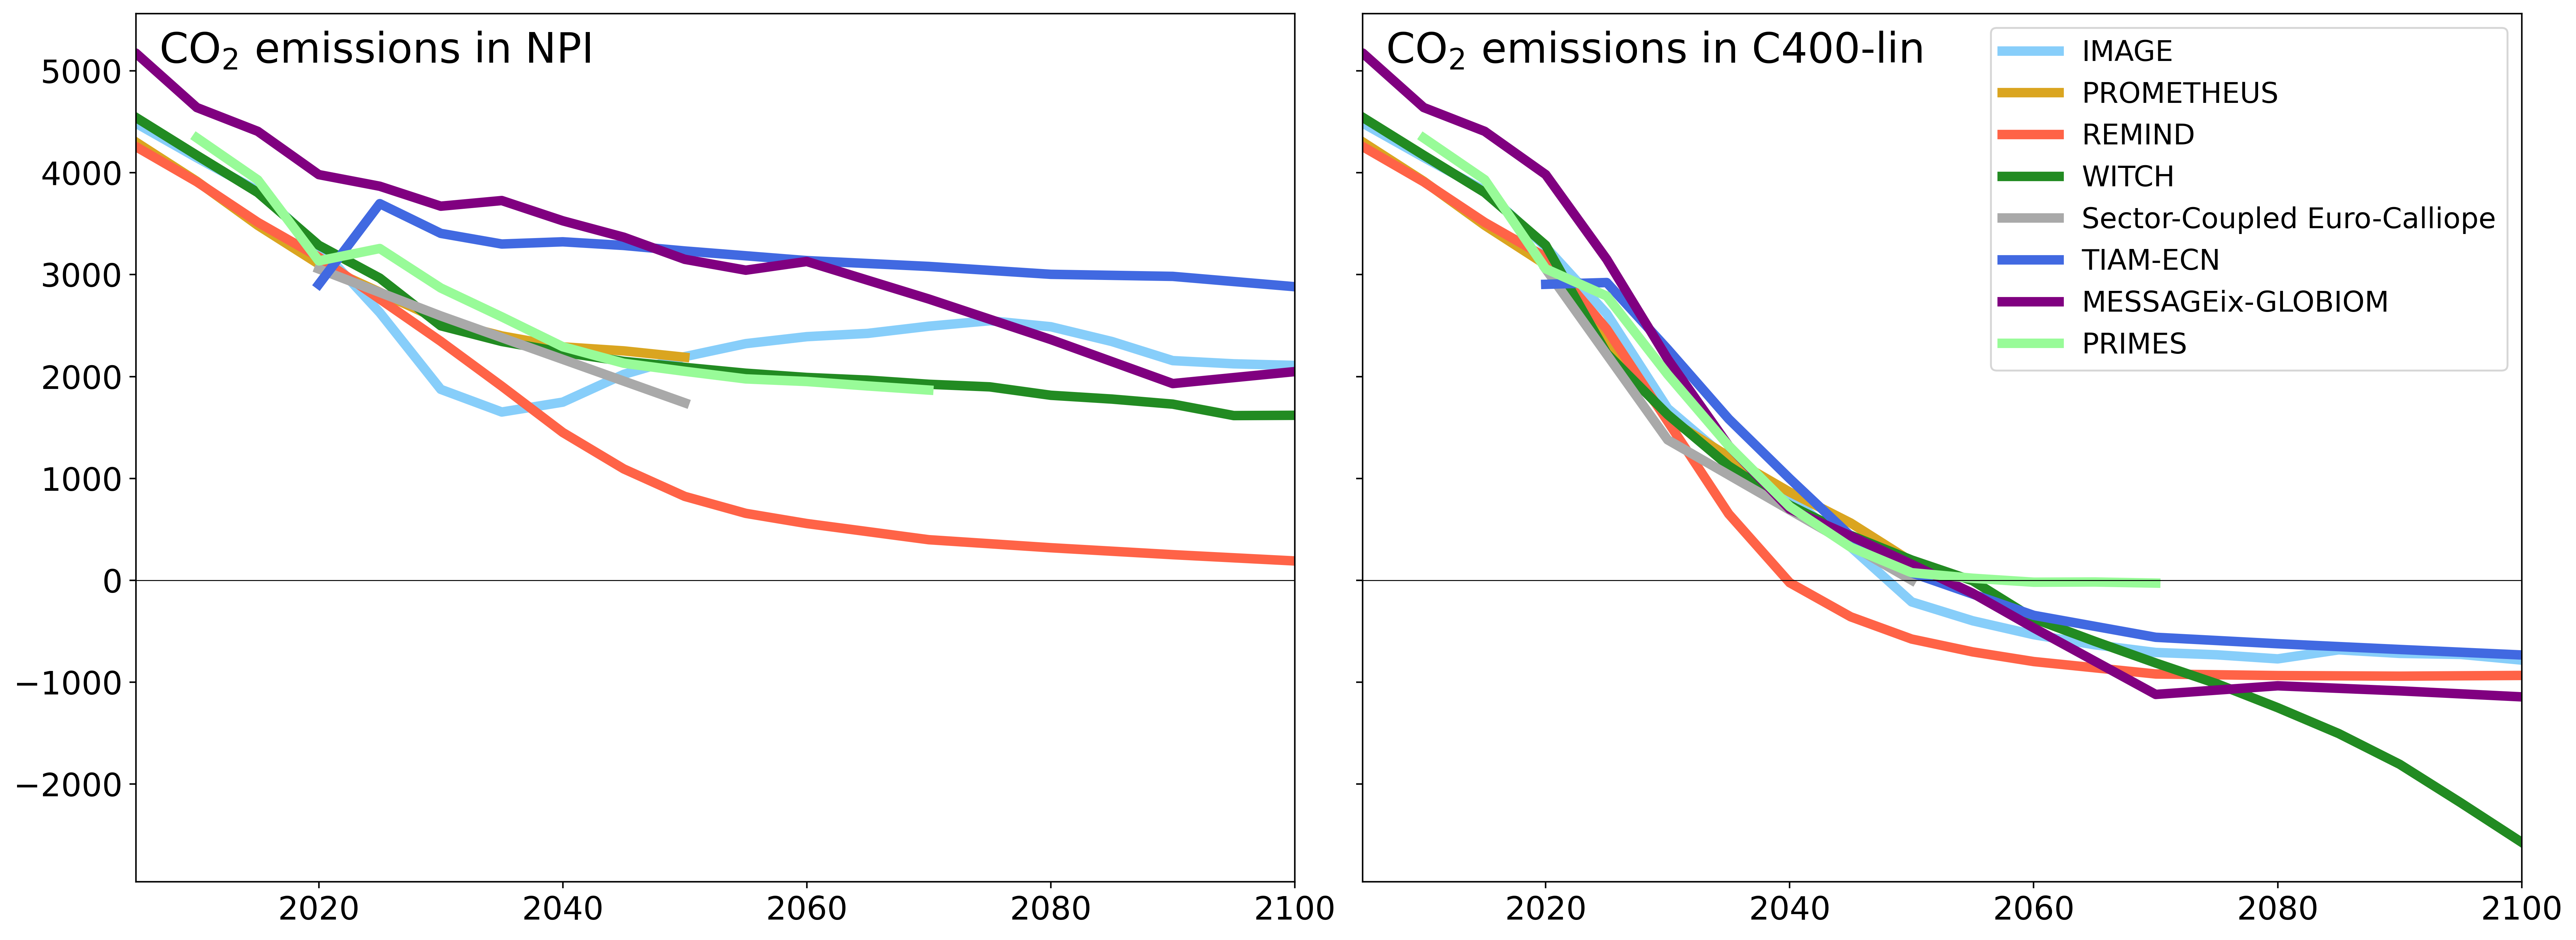 CO₂ emissions in NPI
5000
4000
3000
2000
1000
0
−1000
−2000
2020 2040 2060 2080 2100
CO₂ emissions in C400-lin
IMAGE
PROMETHEUS
REMIND
WITCH
Sector-Coupled Euro-Calliope
TIAM-ECN
MESSAGEix-GLOBIOM
PRIMES
2020 2040 2060 2080 2100